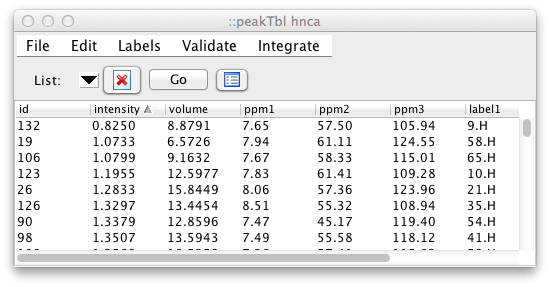 ::peakTbl hnca
File Edit Labels Validate Integrate
List: Go
id intensity volume ppm1 ppm2 ppm3 label1
132 0.8250 8.8791 7.65 57.50 105.94 9.H
19 1.0733 6.5726 7.94 61.11 124.55 58.H
106 1.0799 9.1632 7.67 58.33 115.01 65.H
123 1.1955 12.5977 7.83 61.41 109.28 10.H
26 1.2833 15.8449 8.06 57.36 123.96 21.H
126 1.3297 13.4454 8.51 55.32 108.94 35.H
90 1.3379 12.8596 7.47 45.17 119.40 54.H
98 1.3507 13.5943 7.49 55.58 118.12 41.H